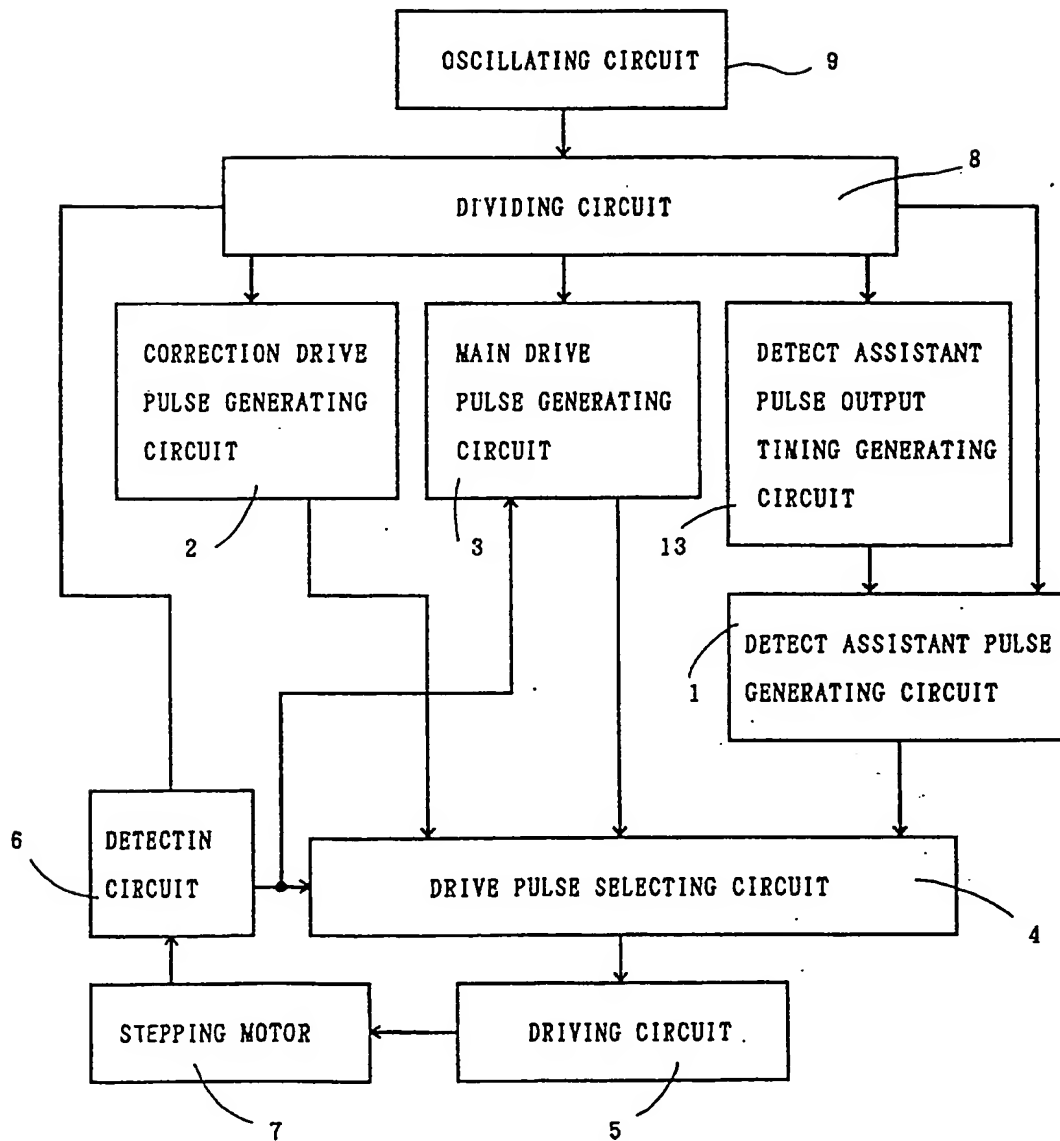 OSCILLATING CIRCUIT
9
8
DIVIDING CIRCUIT
CORRECTION DRIVE
PULSE GENERATING
CIRCUIT
2
MAIN DRIVE
PULSE GENERATING
CIRCUIT
3
DETECT ASSISTANT
PULSE OUTPUT
TIMING GENERATING
CIRCUIT
13
DETECT ASSISTANT PULSE
GENERATING CIRCUIT
1
6
DETECTIN
CIRCUIT
DRIVE PULSE SELECTING CIRCUIT
4
STEPPING MOTOR
7
DRIVING CIRCUIT
5